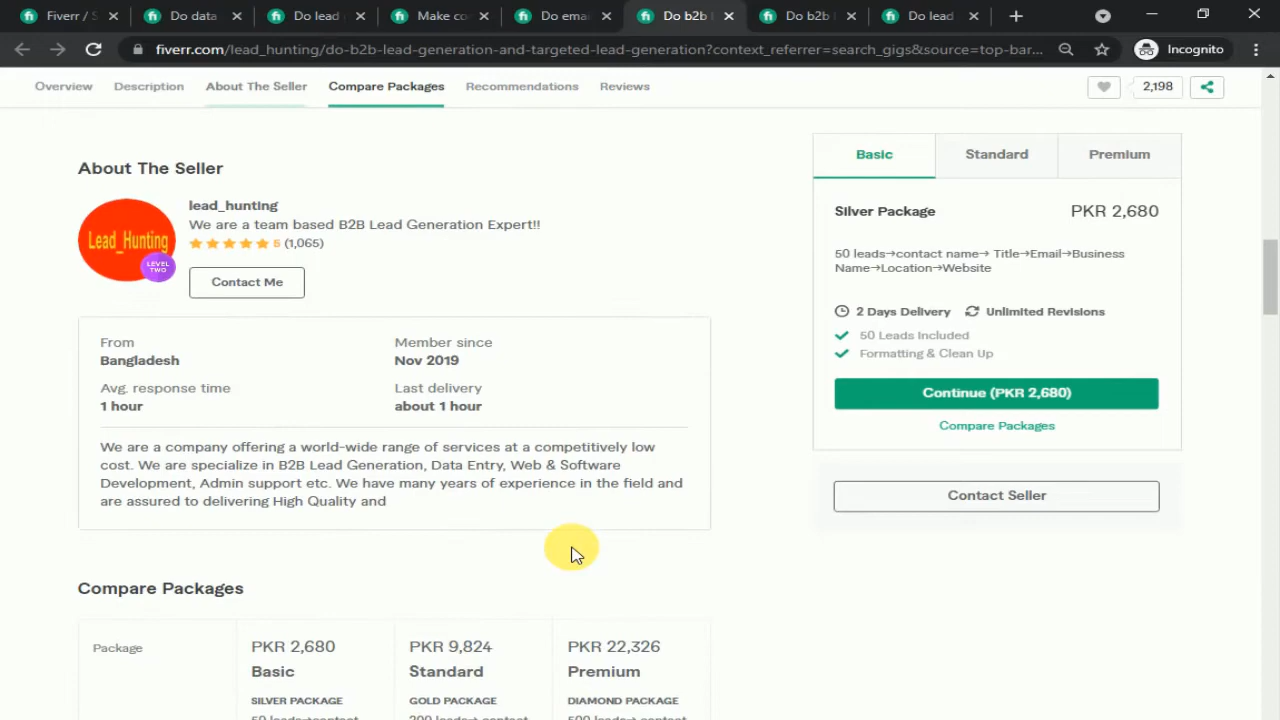 Fiverr / S
Do data
Do lead
Make co
Do emai
Do b2b l
Do b2b l
Do lead
fiverr.com/lead_hunting/do-b2b-lead-generation-and-targeted-lead-generation?context_referrer=search_gigs&source=top-bar...
Incognito
Overview
Description
About The Seller
Compare Packages
Recommendations
Reviews
2,198
About The Seller
Lead_Hunting
LEVEL
TWO
lead_hunting
We are a team based B2B Lead Generation Expert!!
5 (1,065)
Contact Me
From
Bangladesh
Member since
Nov 2019
Avg. response time
1 hour
Last delivery
about 1 hour
We are a company offering a world-wide range of services at a competitively low
cost. We are specialize in B2B Lead Generation, Data Entry, Web & Software
Development, Admin support etc. We have many years of experience in the field and
are assured to delivering High Quality and
Basic
Standard
Premium
Silver Package
PKR 2,680
50 leads→contact name→ Title→Email→Business
Name→Location→Website
2 Days Delivery
Unlimited Revisions
50 Leads Included
Formatting & Clean Up
Continue (PKR 2,680)
Compare Packages
Contact Seller
Compare Packages
Package
PKR 2,680
Basic
SILVER PACKAGE
50 leads→contact
PKR 9,824
Standard
GOLD PACKAGE
200 leads→ contact
PKR 22,326
Premium
DIAMOND PACKAGE
500 leads→ contact